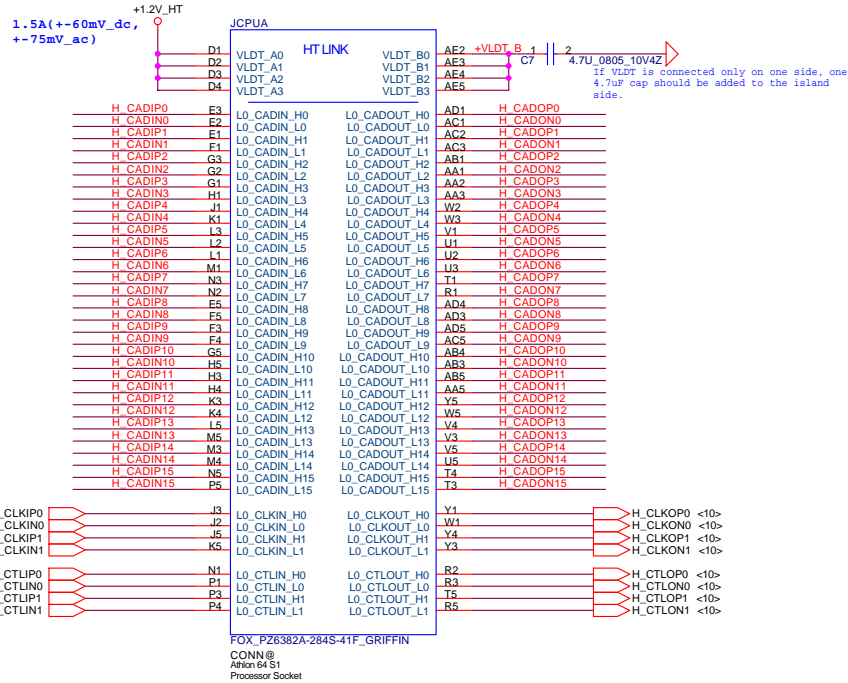 +1.2V_HT
1.5A(+-60mV_dc,
+-75mV_ac)
JCPUA
HT LINK
D1 VLDT_A0 VLDT_B0 AE2 +VLDT_B 1 2
D2 VLDT_A1 VLDT_B1 AE3 C7 4.7U_0805_10V4Z
D3 VLDT_A2 VLDT_B2 AE4
D4 VLDT_A3 VLDT_B3 AE5
If VLDT is connected only on one side, one
4.7uF cap should be added to the island
side.
H_CADIP0 E3 L0_CADIN_H0 L0_CADOUT_H0 AD1 H_CADOP0
H_CADIN0 E2 L0_CADIN_L0 L0_CADOUT_L0 AC1 H_CADON0
H_CADIP1 E1 L0_CADIN_H1 L0_CADOUT_H1 AC2 H_CADOP1
H_CADIN1 F1 L0_CADIN_L1 L0_CADOUT_L1 AC3 H_CADON1
H_CADIP2 G3 L0_CADIN_H2 L0_CADOUT_H2 AB1 H_CADOP2
H_CADIN2 G2 L0_CADIN_L2 L0_CADOUT_L2 AA1 H_CADON2
H_CADIP3 G1 L0_CADIN_H3 L0_CADOUT_H3 AA2 H_CADOP3
H_CADIN3 H1 L0_CADIN_L3 L0_CADOUT_L3 AA3 H_CADON3
H_CADIP4 J1 L0_CADIN_H4 L0_CADOUT_H4 W2 H_CADOP4
H_CADIN4 K1 L0_CADIN_L4 L0_CADOUT_L4 W3 H_CADON4
H_CADIP5 L3 L0_CADIN_H5 L0_CADOUT_H5 V1 H_CADOP5
H_CADIN5 L2 L0_CADIN_L5 L0_CADOUT_L5 U1 H_CADON5
H_CADIP6 L1 L0_CADIN_H6 L0_CADOUT_H6 U2 H_CADOP6
H_CADIN6 M1 L0_CADIN_L6 L0_CADOUT_L6 U3 H_CADON6
H_CADIP7 N3 L0_CADIN_H7 L0_CADOUT_H7 T1 H_CADOP7
H_CADIN7 N2 L0_CADIN_L7 L0_CADOUT_L7 R1 H_CADON7
H_CADIP8 E5 L0_CADIN_H8 L0_CADOUT_H8 AD4 H_CADOP8
H_CADIN8 F5 L0_CADIN_L8 L0_CADOUT_L8 AD3 H_CADON8
H_CADIP9 F3 L0_CADIN_H9 L0_CADOUT_H9 AD5 H_CADOP9
H_CADIN9 F4 L0_CADIN_L9 L0_CADOUT_L9 AC5 H_CADON9
H_CADIP10 G5 L0_CADIN_H10 L0_CADOUT_H10 AB4 H_CADOP10
H_CADIN10 H5 L0_CADIN_L10 L0_CADOUT_L10 AB3 H_CADON10
H_CADIP11 H3 L0_CADIN_H11 L0_CADOUT_H11 AB5 H_CADOP11
H_CADIN11 H4 L0_CADIN_L11 L0_CADOUT_L11 AA5 H_CADON11
H_CADIP12 K3 L0_CADIN_H12 L0_CADOUT_H12 Y5 H_CADOP12
H_CADIN12 K4 L0_CADIN_L12 L0_CADOUT_L12 W5 H_CADON12
H_CADIP13 L5 L0_CADIN_H13 L0_CADOUT_H13 V4 H_CADOP13
H_CADIN13 M5 L0_CADIN_L13 L0_CADOUT_L13 V3 H_CADON13
H_CADIP14 M3 L0_CADIN_H14 L0_CADOUT_H14 V5 H_CADOP14
H_CADIN14 M4 L0_CADIN_L14 L0_CADOUT_L14 U5 H_CADON14
H_CADIP15 N5 L0_CADIN_H15 L0_CADOUT_H15 T4 H_CADOP15
H_CADIN15 P5 L0_CADIN_L15 L0_CADOUT_L15 T3 H_CADON15
_CLKIP0 J3 L0_CLKIN_H0 L0_CLKOUT_H0 Y1 H_CLKOP0 <10>
_CLKIN0 J2 L0_CLKIN_L0 L0_CLKOUT_L0 W1 H_CLKON0 <10>
_CLKIP1 J5 L0_CLKIN_H1 L0_CLKOUT_H1 Y4 H_CLKOP1 <10>
_CLKIN1 K5 L0_CLKIN_L1 L0_CLKOUT_L1 Y3 H_CLKON1 <10>
_CTLIP0 N1 L0_CTLIN_H0 L0_CTLOUT_H0 R2 H_CTLOP0 <10>
_CTLIN0 P1 L0_CTLIN_L0 L0_CTLOUT_L0 R3 H_CTLON0 <10>
_CTLIP1 P3 L0_CTLIN_H1 L0_CTLOUT_H1 T5 H_CTLOP1 <10>
_CTLIN1 P4 L0_CTLIN_L1 L0_CTLOUT_L1 R5 H_CTLON1 <10>
FOX_PZ6382A-284S-41F_GRIFFIN
CONN@
Athlon 64 S1
Processor Socket